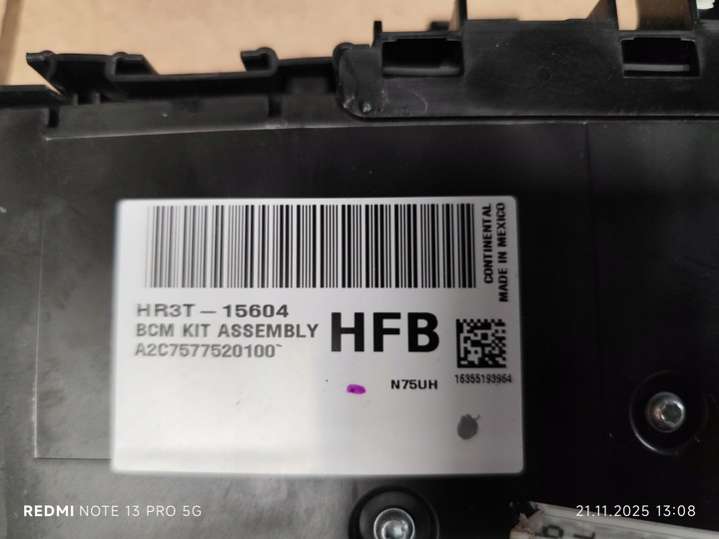 CONTINENTAL
MADE IN MEXICO
HR3T-15604
BCM KIT ASSEMBLY
A2C7577520100
HFB
N75UH
15355193954
REDMI NOTE 13 PRO 5G
21.11.2025 13:08